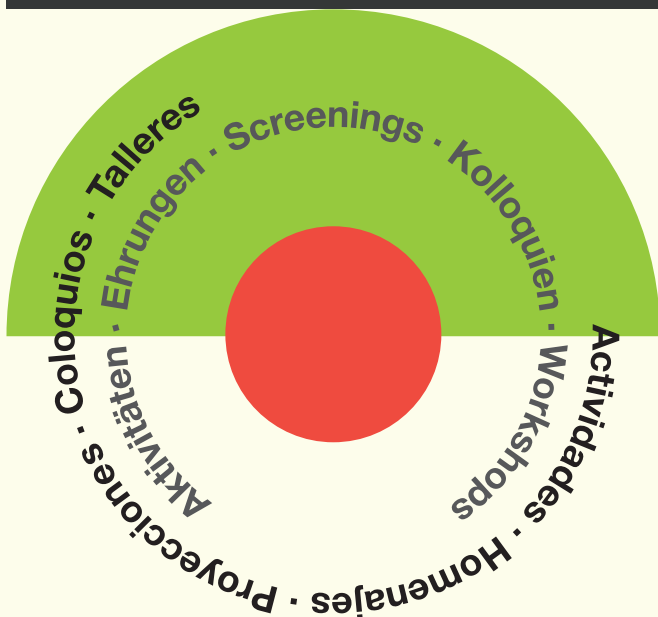 Actividades · Homenajes · Proyecciones · Coloquios · Talleres
Aktivitäten · Ehrungen · Screenings · Kolloquien · Workshops